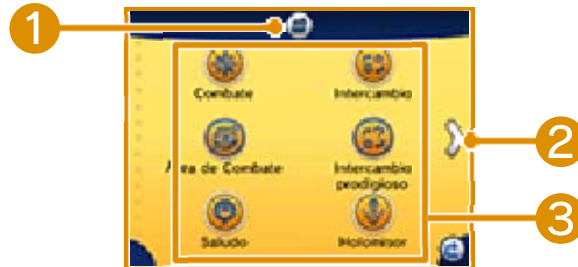 1
Combate
Intercambio
2
Área de Combate
Intercambio
prodigioso
3
Saludo
Holomisor